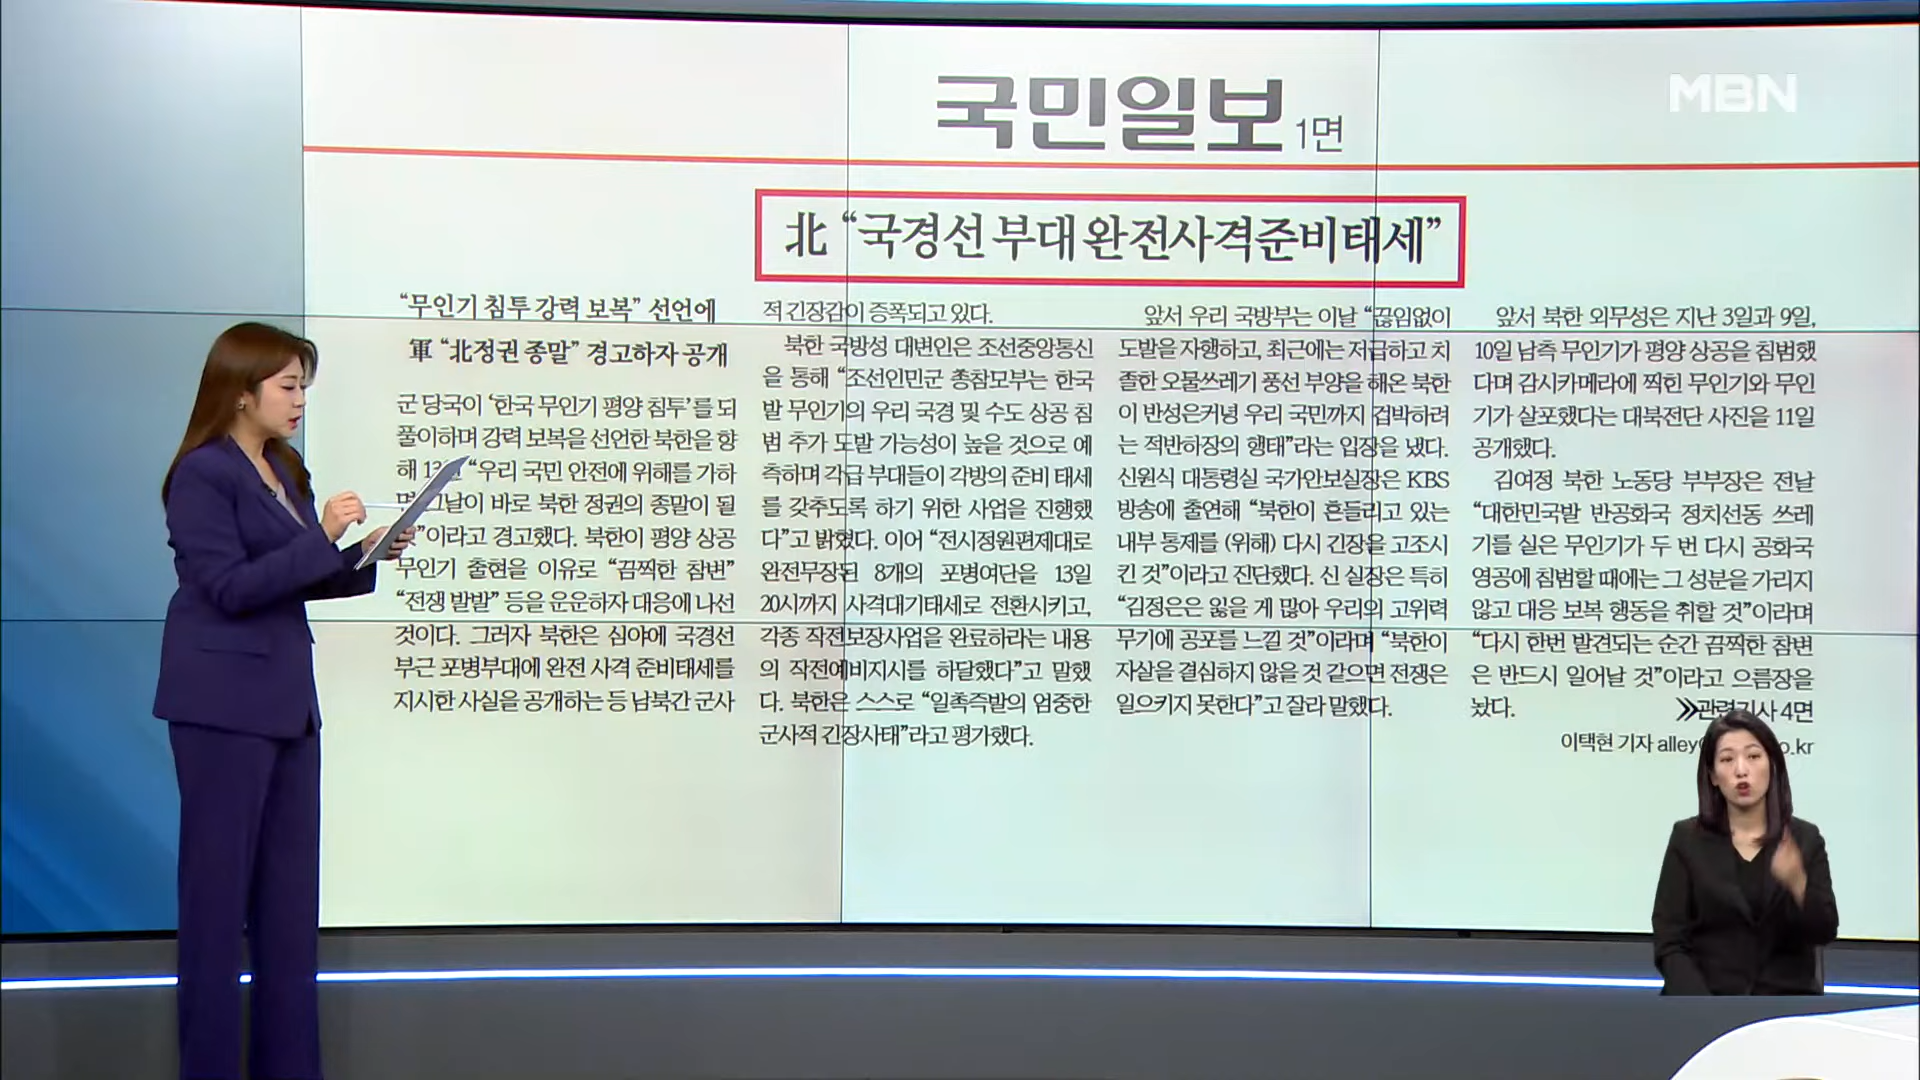 국민일보 1면
MBN
北 “국경선 부대 완전사격준비태세”
“무인기 침투 강력 보복” 선언에
軍 “北정권 종말” 경고하자 공개
군 당국이 ‘한국 무인기 평양 침투’를 되
풀이하며 강력 보복을 선언한 북한을 향
해 “우리 국민 안전에 위해를 가하
그날이 바로 북한 정권의 종말이 될
”이라고 경고했다. 북한이 평양 상공
무인기 출현을 이유로 “끔찍한 참변”
“전쟁 발발” 등을 운운하자 대응에 나선
것이다. 그러자 북한은 심야에 국경선
부근 포병부대에 완전 사격 준비태세를
지시한 사실을 공개하는 등 남북간 군사
적 긴장감이 증폭되고 있다.
북한 국방성 대변인은 조선중앙통신
을 통해 “조선인민군 총참모부는 한국
발 무인기의 우리 국경 및 수도 상공 침
범 추가 도발 가능성이 높을 것으로 예
측하며 각급 부대들이 각방의 준비 태세
를 갖추도록 하기 위한 사업을 진행했
다”고 밝혔다. 이어 “전시정원편제대로
완전무장된 8개의 포병여단을 13일
20시까지 사격대기태세로 전환시키고,
각종 작전보장사업을 완료하라는 내용
의 작전예비지시를 하달했다”고 말했
다. 북한은 스스로 “일촉즉발의 엄중한
군사적 긴장사태”라고 평가했다.
앞서 우리 국방부는 이날 “끊임없이
도발을 자행하고, 최근에는 저급하고 치
졸한 오물쓰레기 풍선 부양을 해온 북한
이 반성은커녕 우리 국민까지 겁박하려
는 적반하장의 행태”라는 입장을 냈다.
신원식 대통령실 국가안보실장은 KBS
방송에 출연해 “북한이 흔들리고 있는
내부 통제를 (위해) 다시 긴장을 고조시
킨 것”이라고 진단했다. 신 실장은 특히
“김정은은 잃을 게 많아 우리의 고위력
무기에 공포를 느낄 것”이라며 “북한이
자살을 결심하지 않을 것 같으면 전쟁은
일으키지 못한다”고 잘라 말했다.
앞서 북한 외무성은 지난 3일과 9일,
10일 남측 무인기가 평양 상공을 침범했
다며 감시카메라에 찍힌 무인기와 무인
기가 살포했다는 대북전단 사진을 11일
공개했다.
김여정 북한 노동당 부부장은 전날
“대한민국발 반공화국 정치선동 쓰레
기를 실은 무인기가 두 번 다시 공화국
영공에 침범할 때에는 그 성분을 가리지
않고 대응 보복 행동을 취할 것”이라며
“다시 한번 발견되는 순간 끔찍한 참변
은 반드시 일어날 것”이라고 으름장을
놨다.
≫관련기사 4면
이택현 기자